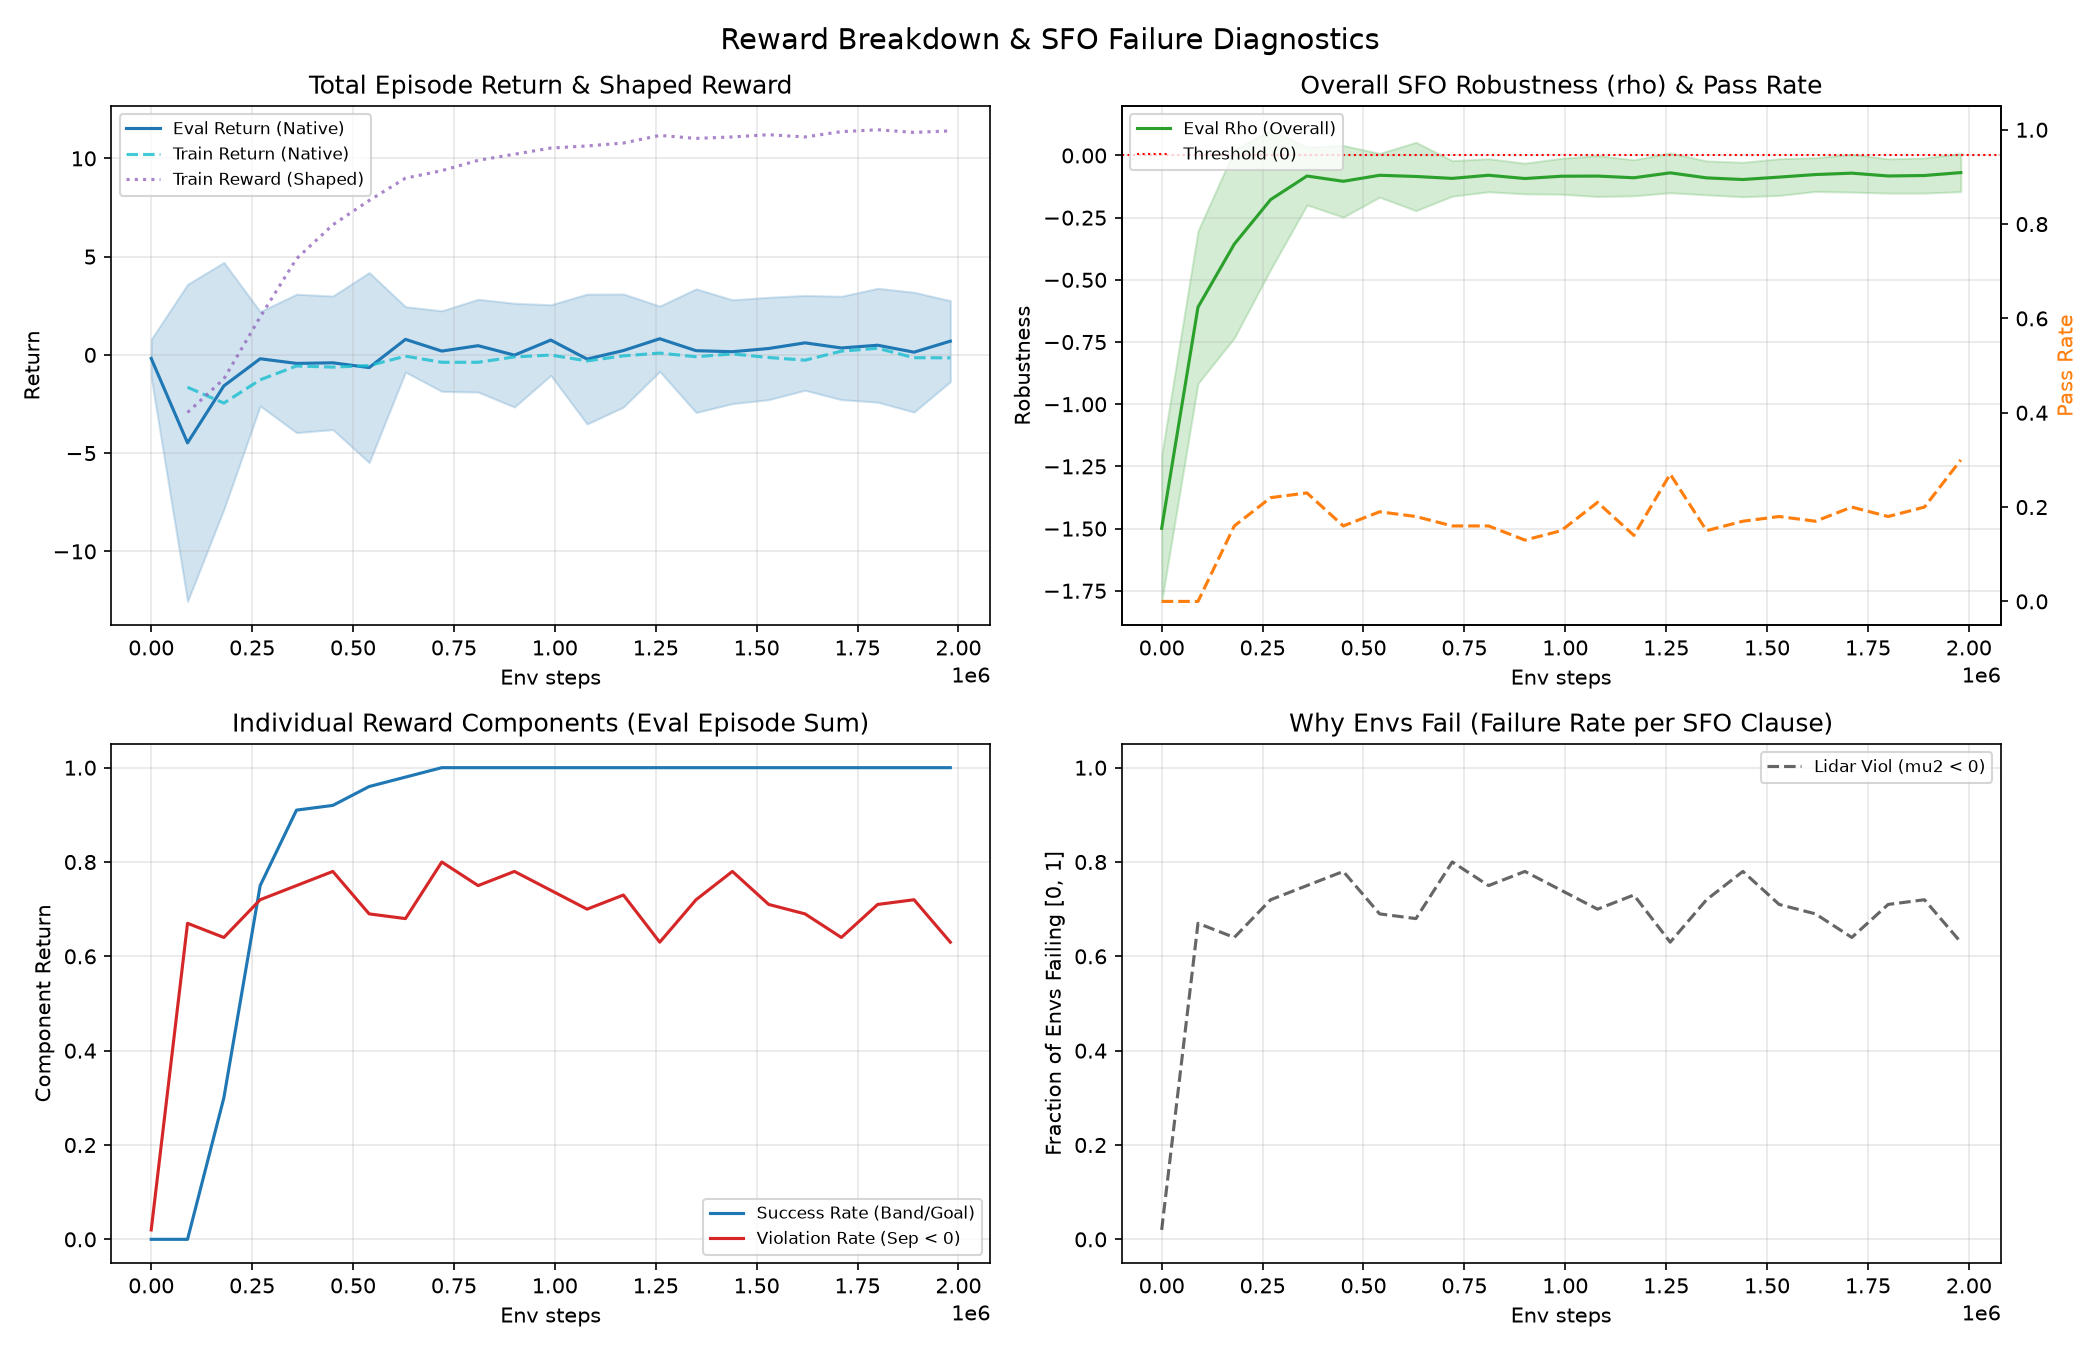 Reward Breakdown & SFO Failure Diagnostics
Total Episode Return & Shaped Reward
Eval Return (Native)
Train Return (Native)
Train Reward (Shaped)
10
5
0
−5
−10
Return
0.00 0.25 0.50 0.75 1.00 1.25 1.50 1.75 2.00
1e6
Env steps
Overall SFO Robustness (rho) & Pass Rate
Eval Rho (Overall)
Threshold (0)
0.00
−0.25
−0.50
−0.75
−1.00
−1.25
−1.50
−1.75
Robustness
1.0
0.8
0.6
0.4
0.2
0.0
Pass Rate
0.00 0.25 0.50 0.75 1.00 1.25 1.50 1.75 2.00
1e6
Env steps
Individual Reward Components (Eval Episode Sum)
1.0
0.8
0.6
0.4
0.2
0.0
Component Return
Success Rate (Band/Goal)
Violation Rate (Sep < 0)
0.00 0.25 0.50 0.75 1.00 1.25 1.50 1.75 2.00
1e6
Env steps
Why Envs Fail (Failure Rate per SFO Clause)
Lidar Viol (mu2 < 0)
1.0
0.8
0.6
0.4
0.2
0.0
Fraction of Envs Failing [0, 1]
0.00 0.25 0.50 0.75 1.00 1.25 1.50 1.75 2.00
1e6
Env steps